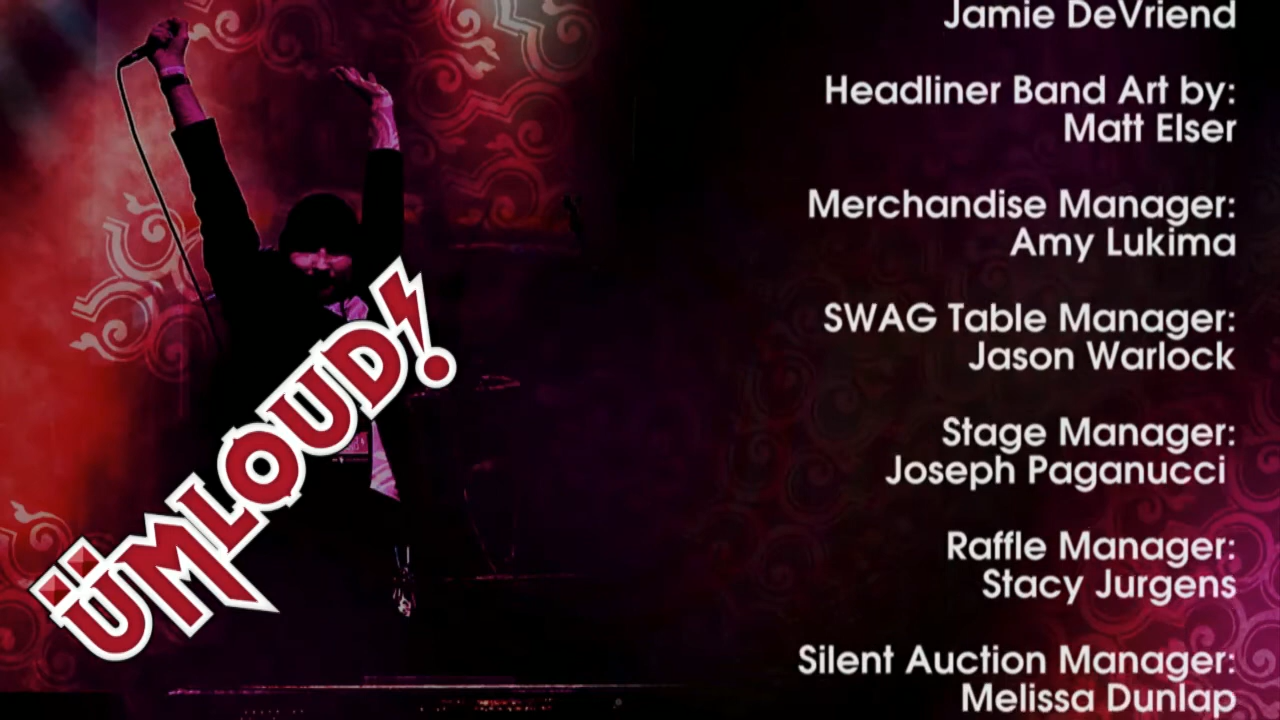 Jamie DeVriend
Headliner Band Art by:
Matt Elser
Merchandise Manager:
Amy Lukima
SWAG Table Manager:
Jason Warlock
Stage Manager:
Joseph Paganucci
Raffle Manager:
Stacy Jurgens
Silent Auction Manager:
Melissa Dunlap
ÜMLOUD!